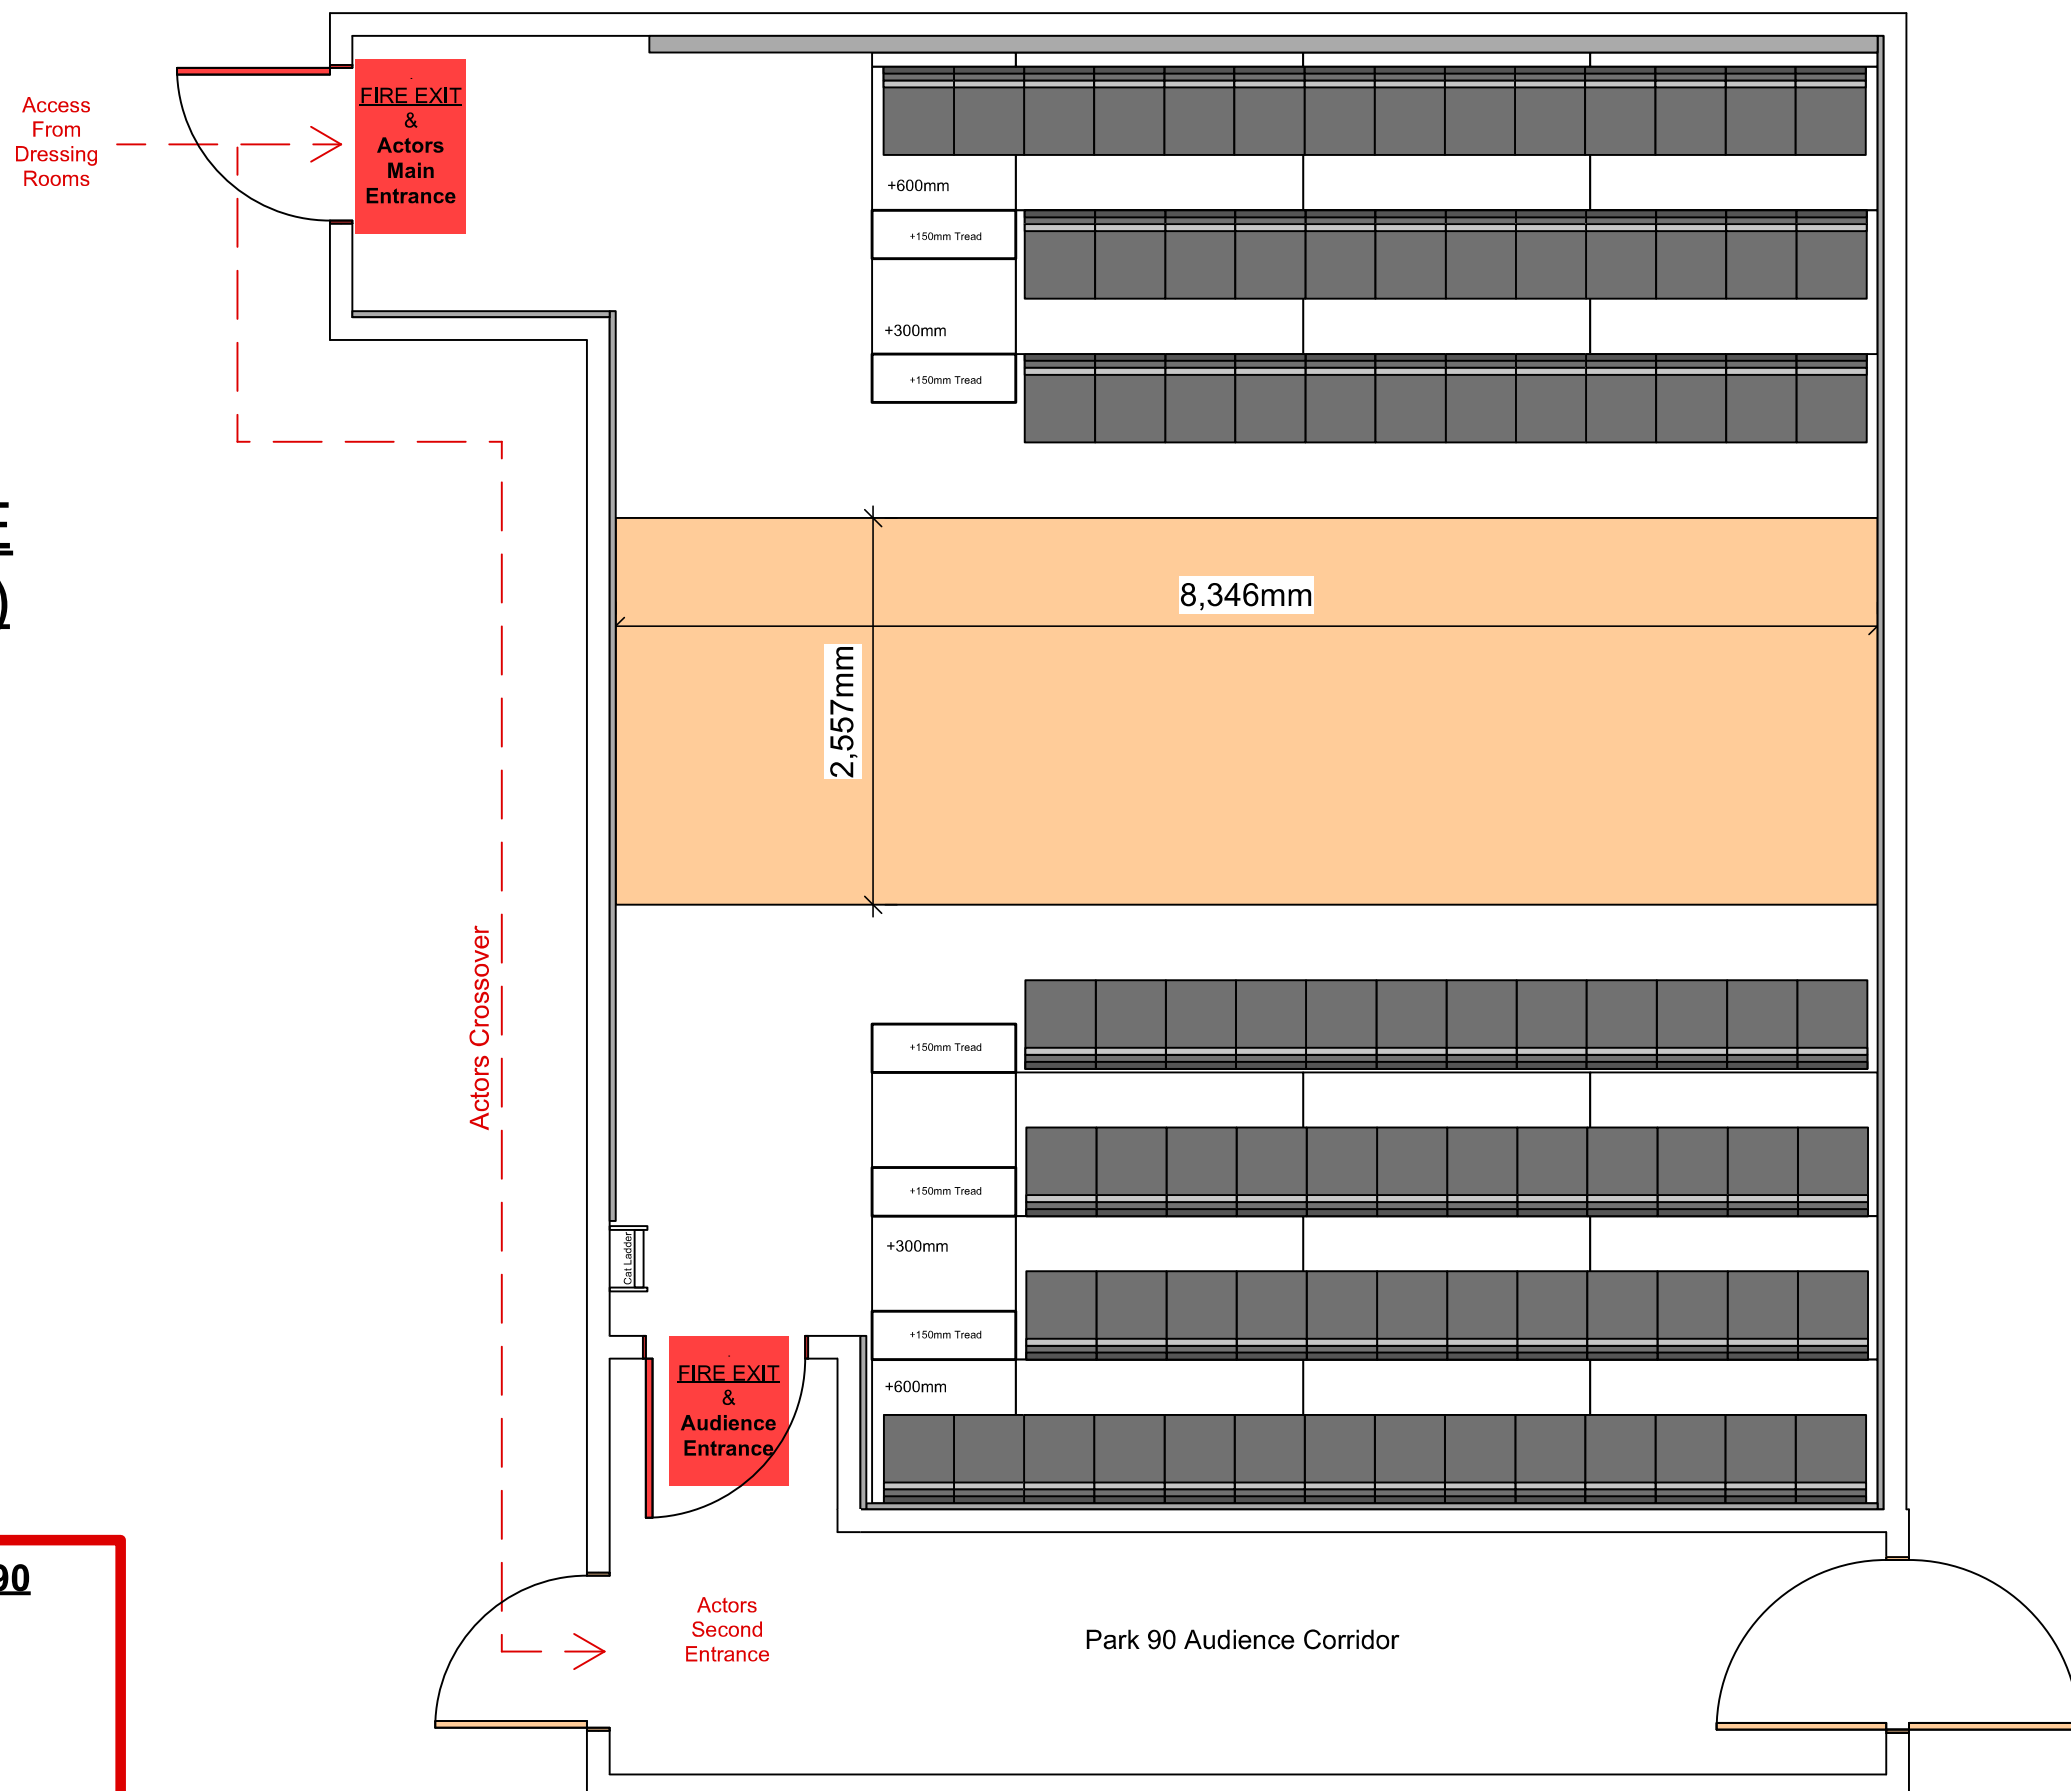 Access
From
Dressing
Rooms
FIRE EXIT
&
Actors
Main
Entrance
+600mm
+150mm Tread
+300mm
+150mm Tread
E
)
8,346mm
2,557mm
Actors Crossover
+150mm Tread
+150mm Tread
+300mm
Cat Ladder
+150mm Tread
+600mm
FIRE EXIT
&
Audience
Entrance
90
Actors
Second
Entrance
Park 90 Audience Corridor